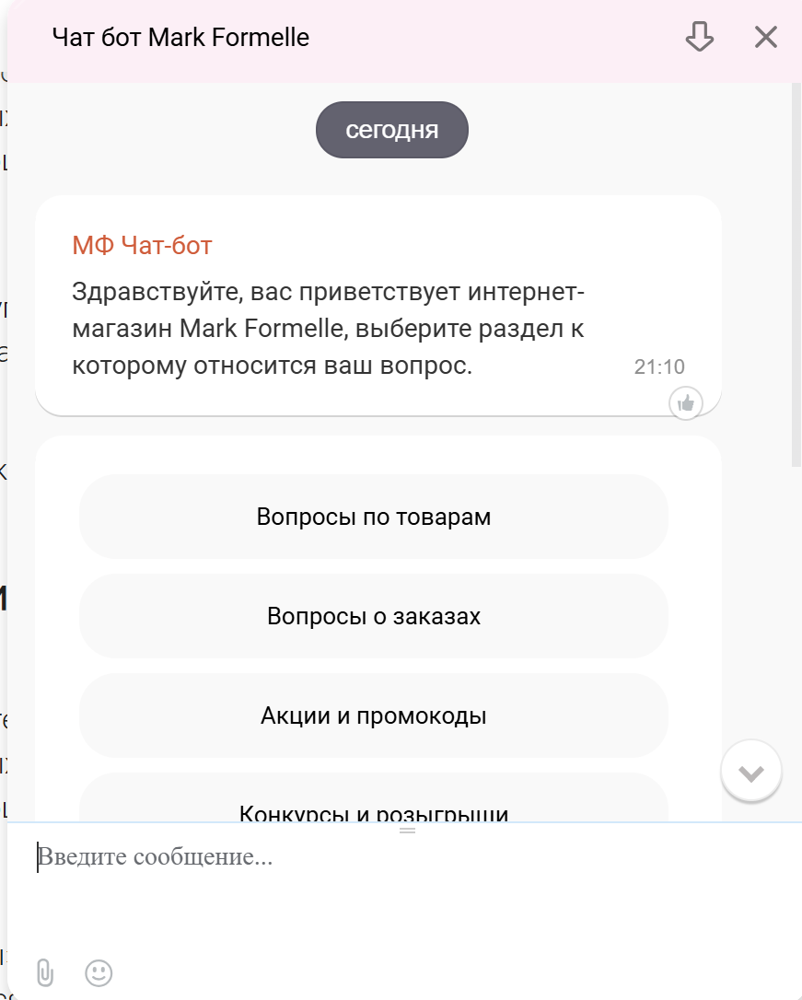 Чат бот Mark Formelle
сегодня
МФ Чат-бот
Здравствуйте, вас приветствует интернет-
магазин Mark Formelle, выберите раздел к
которому относится ваш вопрос.
21:10
Вопросы по товарам
Вопросы о заказах
Акции и промокоды
Конкурсы и розыгрыши
Введите сообщение...